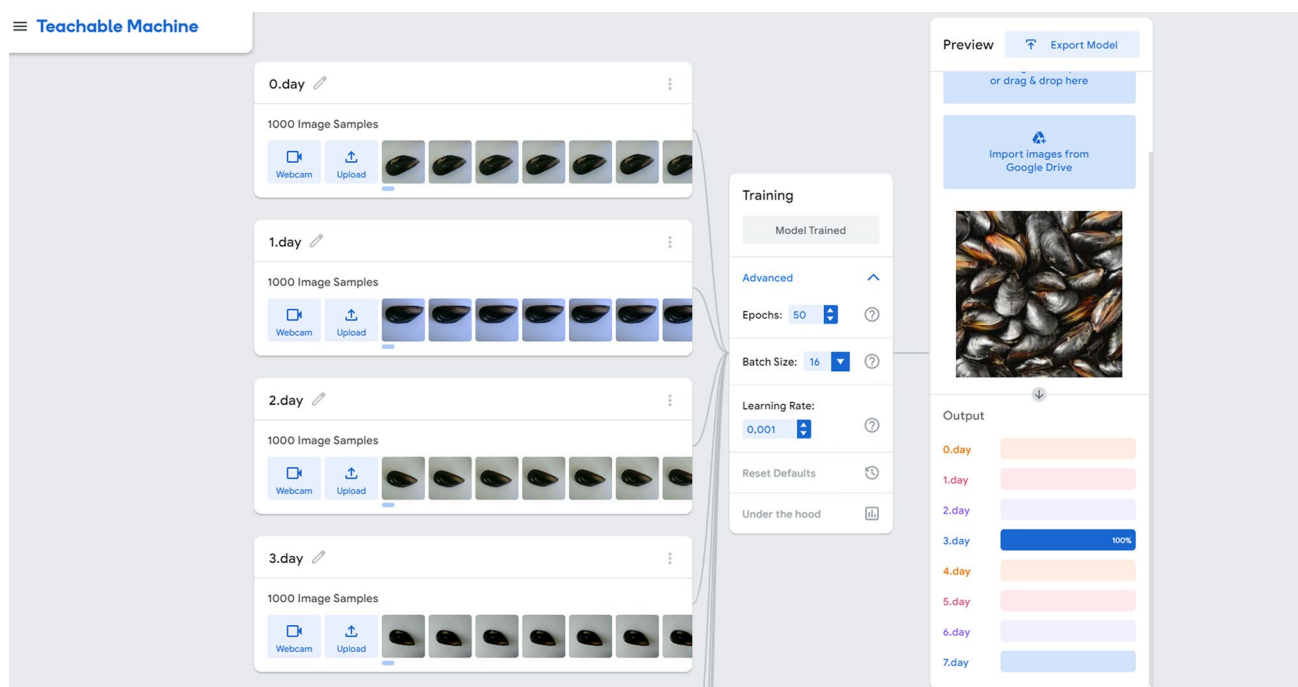 Teachable Machine
0.day
1000 Image Samples
Webcam
Upload
1.day
1000 Image Samples
Webcam
Upload
2.day
1000 Image Samples
Webcam
Upload
3.day
1000 Image Samples
Webcam
Upload
Training
Model Trained
Advanced
Epochs: 50
Batch Size: 16
Learning Rate:
0,001
Reset Defaults
Under the hood
Preview
Export Model
or drag & drop here
Import images from
Google Drive
Output
0.day
1.day
2.day
3.day 100%
4.day
5.day
6.day
7.day